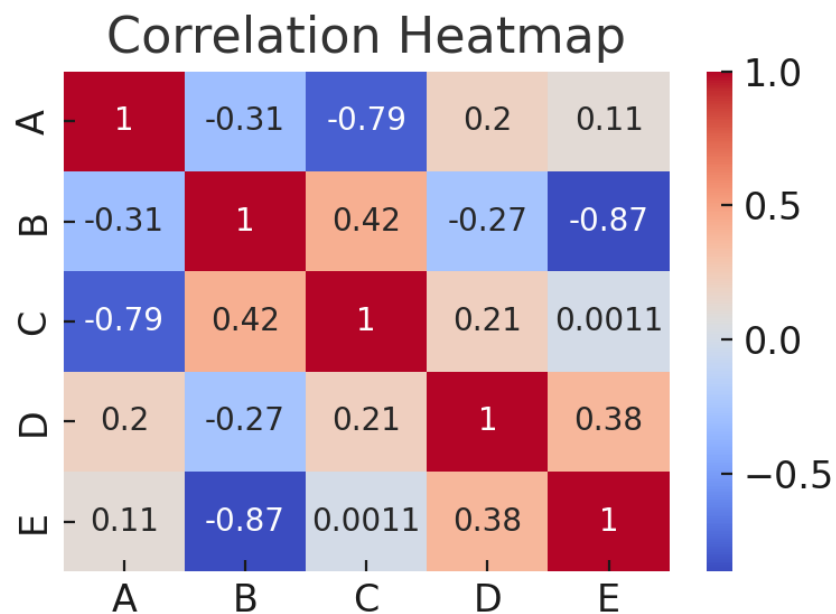 Correlation Heatmap
A 1 -0.31 -0.79 0.2 0.11
B -0.31 1 0.42 -0.27 -0.87
C -0.79 0.42 1 0.21 0.0011
D 0.2 -0.27 0.21 1 0.38
E 0.11 -0.87 0.0011 0.38 1
A B C D E
1.0
0.5
0.0
−0.5